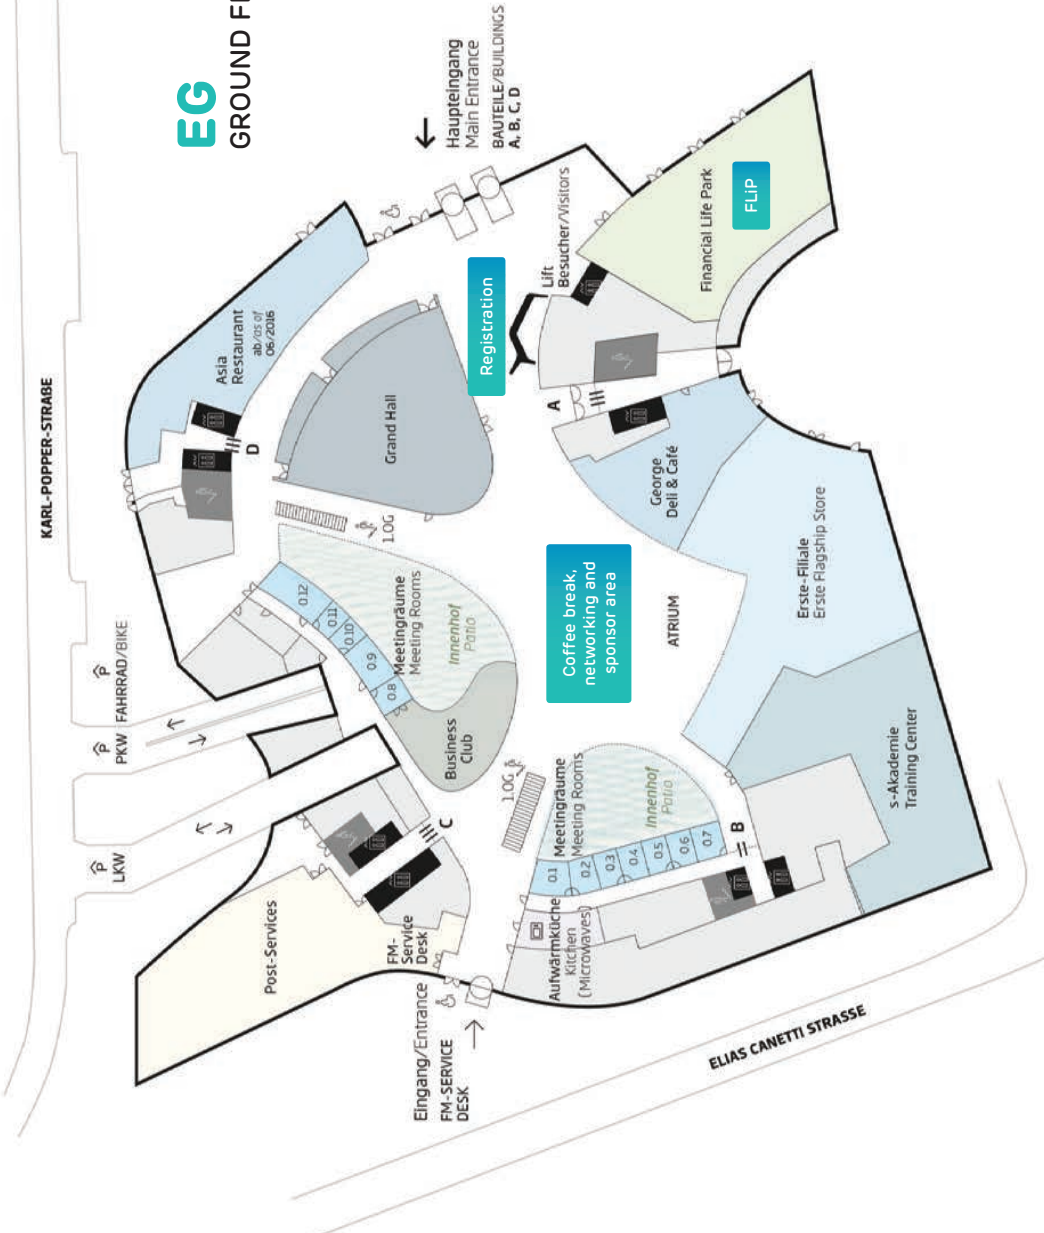 EG
GROUND FL
KARL-POPPER-STRAßE
P
LKW
P
PKW
P
FAHRRAD/BIKE
Haupteingang
Main Entrance
BAUTEILE/BUILDINGS
A, B, C, D
Asia
Restaurant
ab/as of
06/2016
D
Grand Hall
Registration
Lift
Besucher/Visitors
Financial Life Park
FLiP
A
George
Deli & Café
Erste-Filiale
Erste Flagship Store
1.OG
0.12
0.11
0.10
0.9
0.8
Meetingräume
Meeting Rooms
Innenhof
Patio
Business
Club
Coffee break,
networking and
sponsor area
ATRIUM
C
1.OG
Meetingräume
Meeting Rooms
Innenhof
Patio
0.1
0.2
0.3
0.4
0.5
0.6
0.7
B
s-Akademie
Training Center
Post-Services
FM-
Service
Desk
Aufwärmküche
Kitchen
(Microwaves)
Eingang/Entrance
FM-SERVICE
DESK
ELIAS CANETTI STRASSE